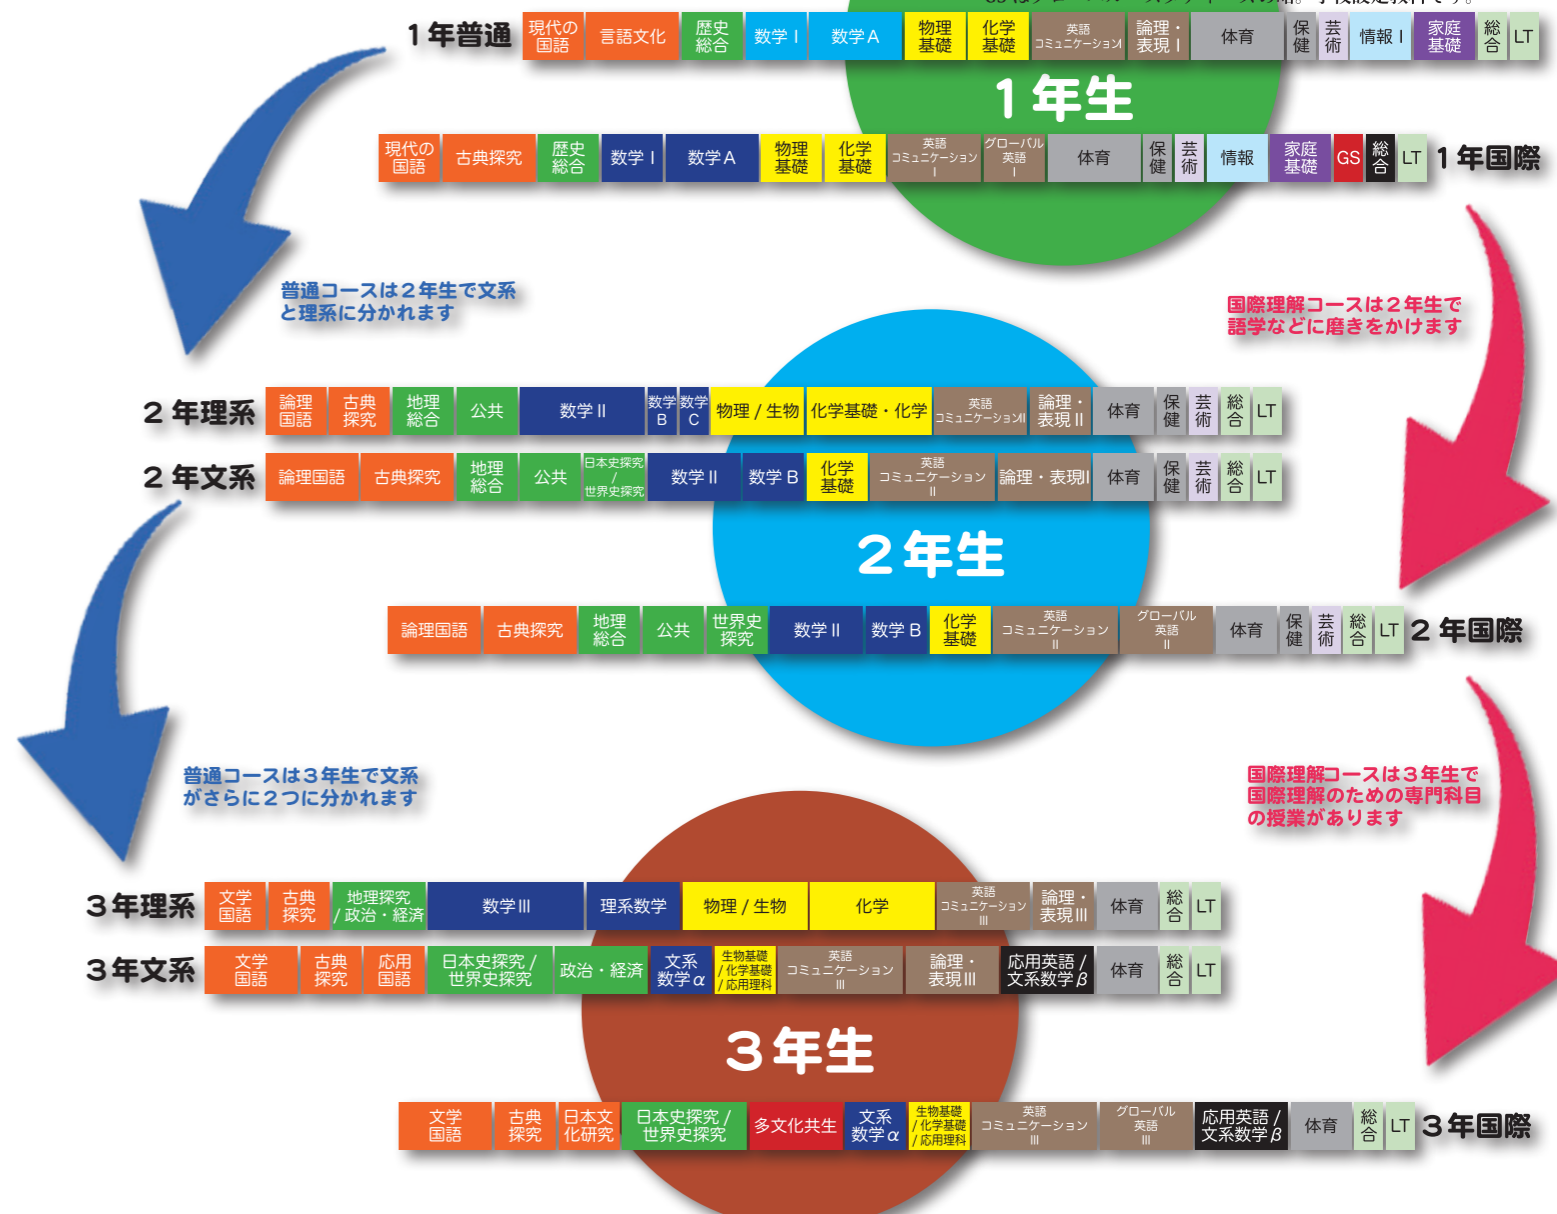 1年普通 現代の国語 言語文化 歴史総合 数学Ⅰ 数学A 物理基礎 化学基礎 英語コミュニケーションⅠ 論理・表現Ⅰ 体育 保健 芸術 情報Ⅰ 家庭基礎 総合 LT
1年生
現代の国語 古典探究 歴史総合 数学Ⅰ 数学A 物理基礎 化学基礎 英語コミュニケーションⅠ グローバル英語Ⅰ 体育 保健 芸術 情報 家庭基礎 GS 総合 LT 1年国際
普通コースは2年生で文系
と理系に分かれます
国際理解コースは2年生で
語学などに磨きをかけます
2年理系 論理国語 古典探究 地理総合 公共 数学Ⅱ 数学B 数学C 物理/生物 化学基礎・化学 英語コミュニケーションⅡ 論理・表現Ⅱ 体育 保健 芸術 総合 LT
2年文系 論理国語 古典探究 地理総合 公共 日本史探究/世界史探究 数学Ⅱ 数学B 化学基礎 英語コミュニケーションⅡ 論理・表現Ⅱ 体育 保健 芸術 総合 LT
2年生
論理国語 古典探究 地理総合 公共 世界史探究 数学Ⅱ 数学B 化学基礎 英語コミュニケーションⅡ グローバル英語Ⅱ 体育 保健 芸術 総合 LT 2年国際
普通コースは3年生で文系
がさらに2つに分かれます
国際理解コースは3年生で
国際理解のための専門科目
の授業があります
3年理系 文学国語 古典探究 地理探究/政治・経済 数学Ⅲ 理系数学 物理/生物 化学 英語コミュニケーションⅢ 論理・表現Ⅲ 体育 総合 LT
3年文系 文学国語 古典探究 応用国語 日本史探究/世界史探究 政治・経済 文系数学α 生物基礎/化学基礎/応用理科 英語コミュニケーションⅢ 論理・表現Ⅲ 応用英語/文系数学β 体育 総合 LT
3年生
文学国語 古典探究 日本文化研究 日本史探究/世界史探究 多文化共生 文系数学α 生物基礎/化学基礎/応用理科 英語コミュニケーションⅢ グローバル英語Ⅲ 応用英語/文系数学β 体育 総合 LT 3年国際